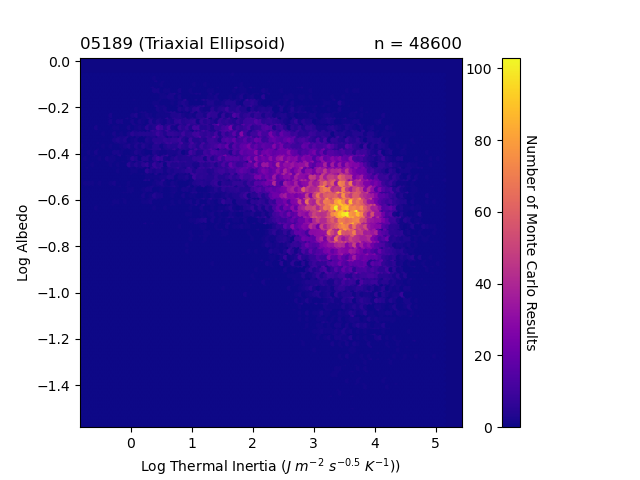 05189 (Triaxial Ellipsoid) n = 48600
0.0
−0.2
−0.4
−0.6
−0.8
−1.0
−1.2
−1.4
Log Albedo
0 1 2 3 4 5
Log Thermal Inertia (J m⁻² s⁻⁰·⁵ K⁻¹))
100
80
60
40
20
0
Number of Monte Carlo Results